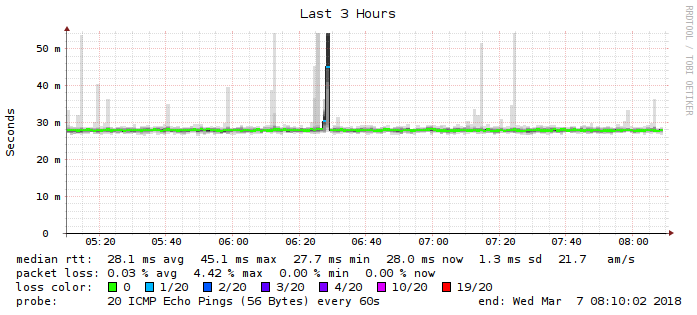 Last 3 Hours
RRDTOOL / TOBI OETIKER
Seconds
50 m
40 m
30 m
20 m
10 m
0
05:20 05:40 06:00 06:20 06:40 07:00 07:20 07:40 08:00
median rtt: 28.1 ms avg 45.1 ms max 27.7 ms min 28.0 ms now 1.3 ms sd 21.7 am/s
packet loss: 0.03 % avg 4.42 % max 0.00 % min 0.00 % now
loss color: 0 1/20 2/20 3/20 4/20 10/20 19/20
probe: 20 ICMP Echo Pings (56 Bytes) every 60s end: Wed Mar 7 08:10:02 2018